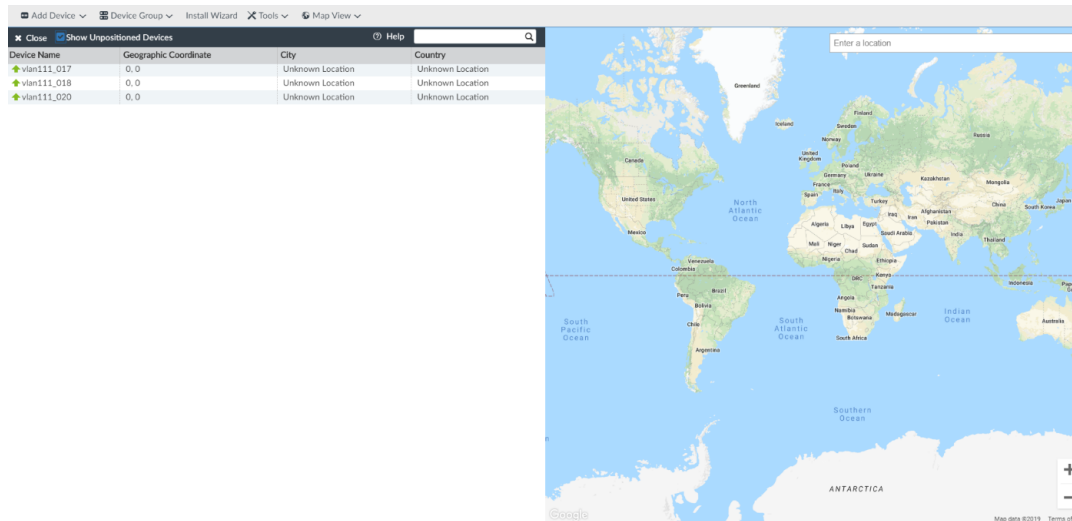 Add Device Device Group Install Wizard Tools Map View
Close Show Unpositioned Devices Help
Device Name Geographic Coordinate City Country
vlan111_017 0, 0 Unknown Location Unknown Location
vlan111_018 0, 0 Unknown Location Unknown Location
vlan111_020 0, 0 Unknown Location Unknown Location
Enter a location
Greenland
Iceland
Finland
Sweden
Norway
Russia
United
Kingdom
Canada
Poland
Germany
Ukraine
Kazakhstan
Mongolia
France
Italy
Spain
United States
Turkey
China
Japan
South Korea
North
Atlantic
Ocean
Iraq
Iran
Afghanistan
Pakistan
Algeria
Libya
Egypt
Saudi Arabia
India
Mexico
Mali
Niger
Chad
Sudan
Thailand
Nigeria
Ethiopia
Venezuela
Colombia
DRC
Kenya
Tanzania
Indonesia
Peru
Brazil
Bolivia
Angola
Namibia
Botswana
Madagascar
Indian
Ocean
South
Pacific
Ocean
Chile
South
Atlantic
Ocean
South Africa
Australia
Argentina
Southern
Ocean
ANTARCTICA
Google
Map data ©2019 Terms of